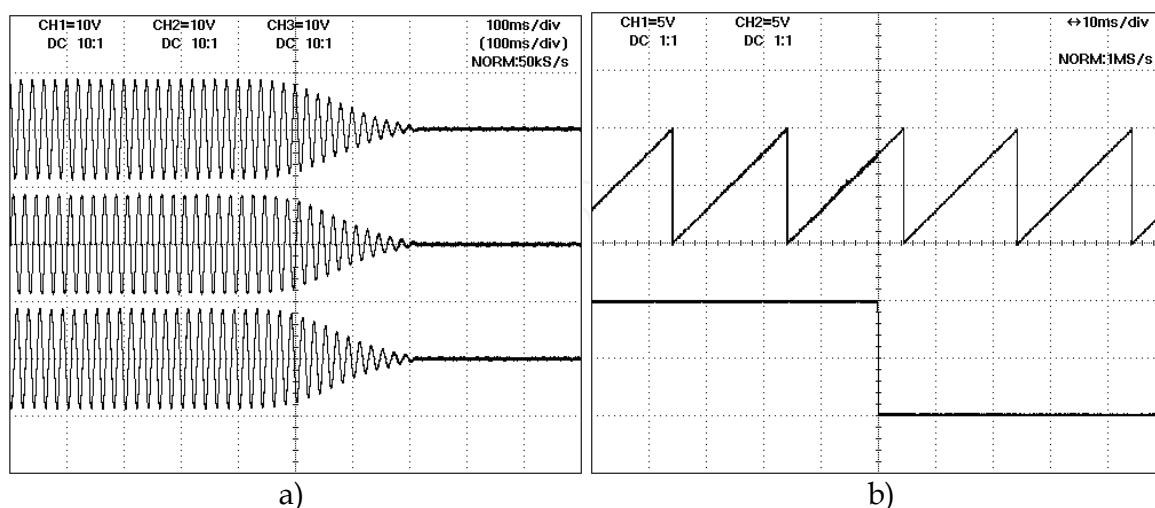 CH1=10V CH2=10V CH3=10V 100ms/div
DC 10:1 DC 10:1 DC 10:1 (100ms/div)
NORM:50kS/s
a)
CH1=5V CH2=5V ↔10ms/div
DC 1:1 DC 1:1
NORM:1MS/s
b)